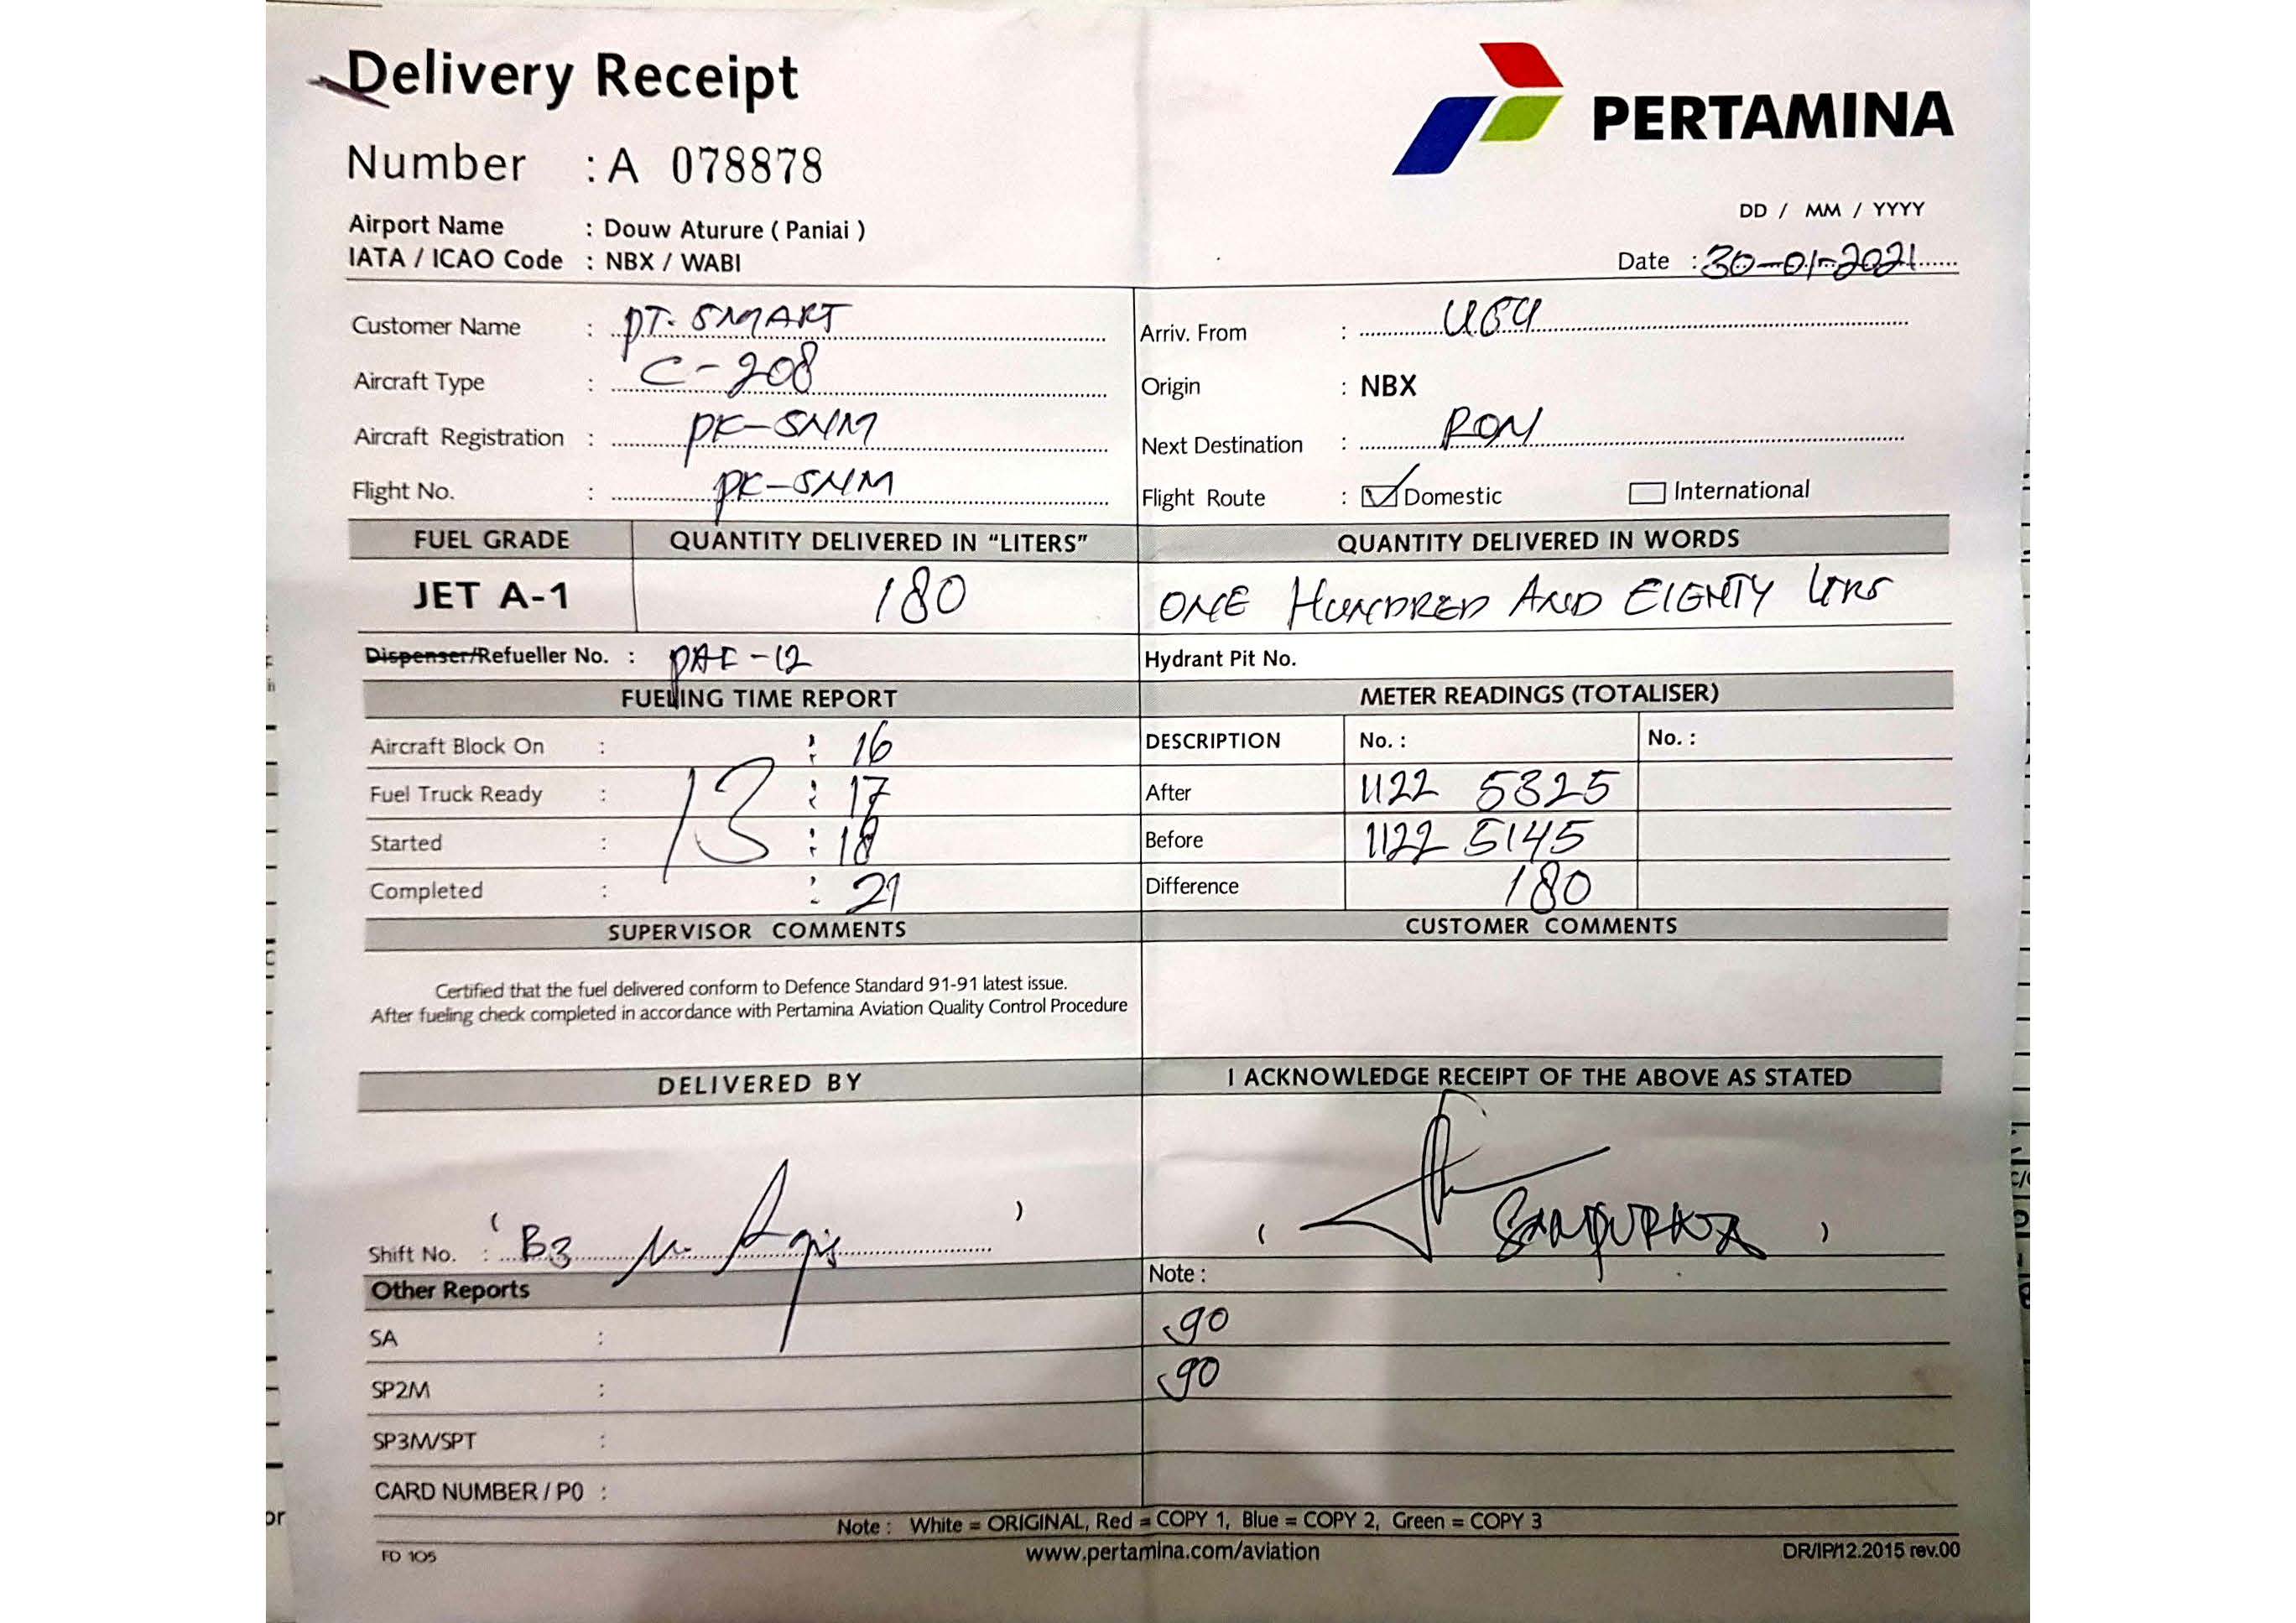 Delivery Receipt
PERTAMINA
Number : A 078878
DD / MM / YYYY
Airport Name : Douw Aturure ( Paniai )
IATA / ICAO Code : NBX / WABI
Date : 30-01-2021
Customer Name : PT. SMART
Arriv. From :
Aircraft Type : C-208
Origin : NBX
Aircraft Registration : PK-SNM
Next Destination : RON
Flight No. : PK-SNM
Flight Route : Domestic International
FUEL GRADE QUANTITY DELIVERED IN "LITERS" QUANTITY DELIVERED IN WORDS
JET A-1 180 ONE HUNDRED AND EIGHTY
Dispenser/Refueller No. : -12 Hydrant Pit No.
FUELLING TIME REPORT METER READINGS (TOTALISER)
Aircraft Block On : 13 : 16
DESCRIPTION No. : No. :
Fuel Truck Ready : : 17
After 1122 5325
Started : : 18
Before 1122 5145
Completed : : 21
Difference 180
SUPERVISOR COMMENTS CUSTOMER COMMENTS
Certified that the fuel delivered conform to Defence Standard 91-91 latest issue.
After fueling check completed in accordance with Pertamina Aviation Quality Control Procedure
DELIVERED BY I ACKNOWLEDGE RECEIPT OF THE ABOVE AS STATED
( )
Shift No. : B3
( )
Other Reports
Note :
SA :
90
SP2M :
90
SP3M/SPT :
CARD NUMBER / P0 :
Note : White = ORIGINAL, Red = COPY 1, Blue = COPY 2, Green = COPY 3
FD 105 www.pertamina.com/aviation DR/IP/12.2015 rev.00